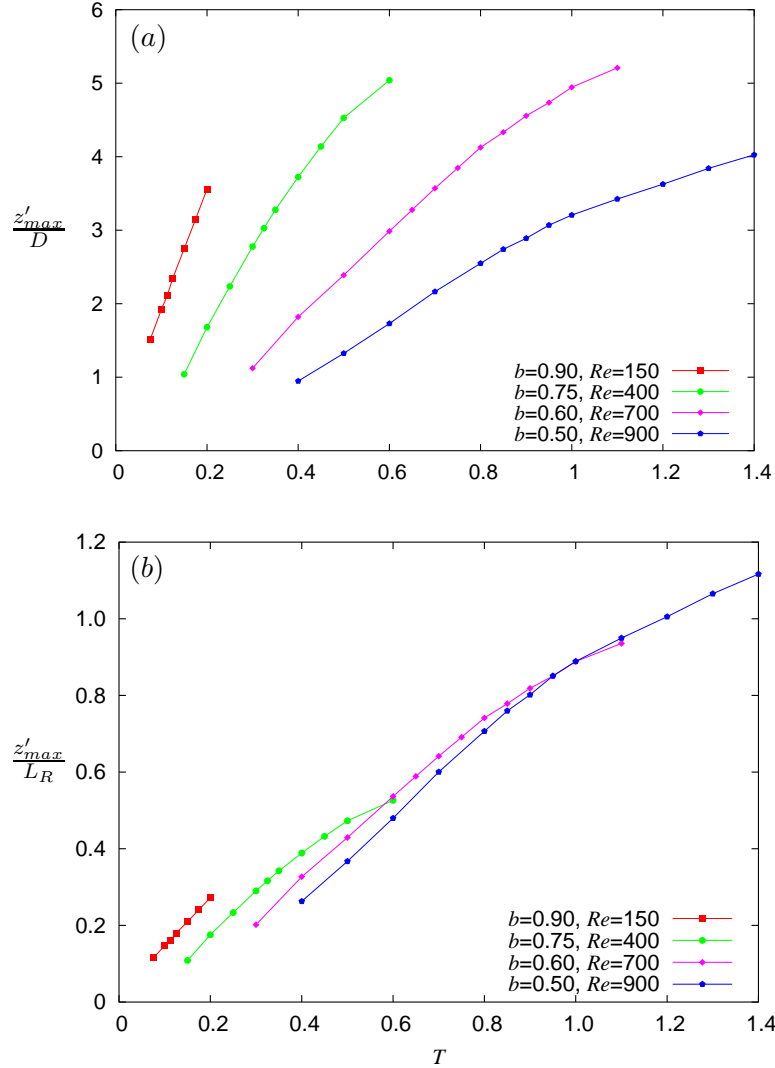 (a)
6
5
4
3
2
1
0
z'max
D
b=0.90, Re=150
b=0.75, Re=400
b=0.60, Re=700
b=0.50, Re=900
0 0.2 0.4 0.6 0.8 1 1.2 1.4
(b)
1.2
1.0
0.8
0.6
0.4
0.2
0
z'max
LR
b=0.90, Re=150
b=0.75, Re=400
b=0.60, Re=700
b=0.50, Re=900
0 0.2 0.4 0.6 0.8 1.0 1.2 1.4
T